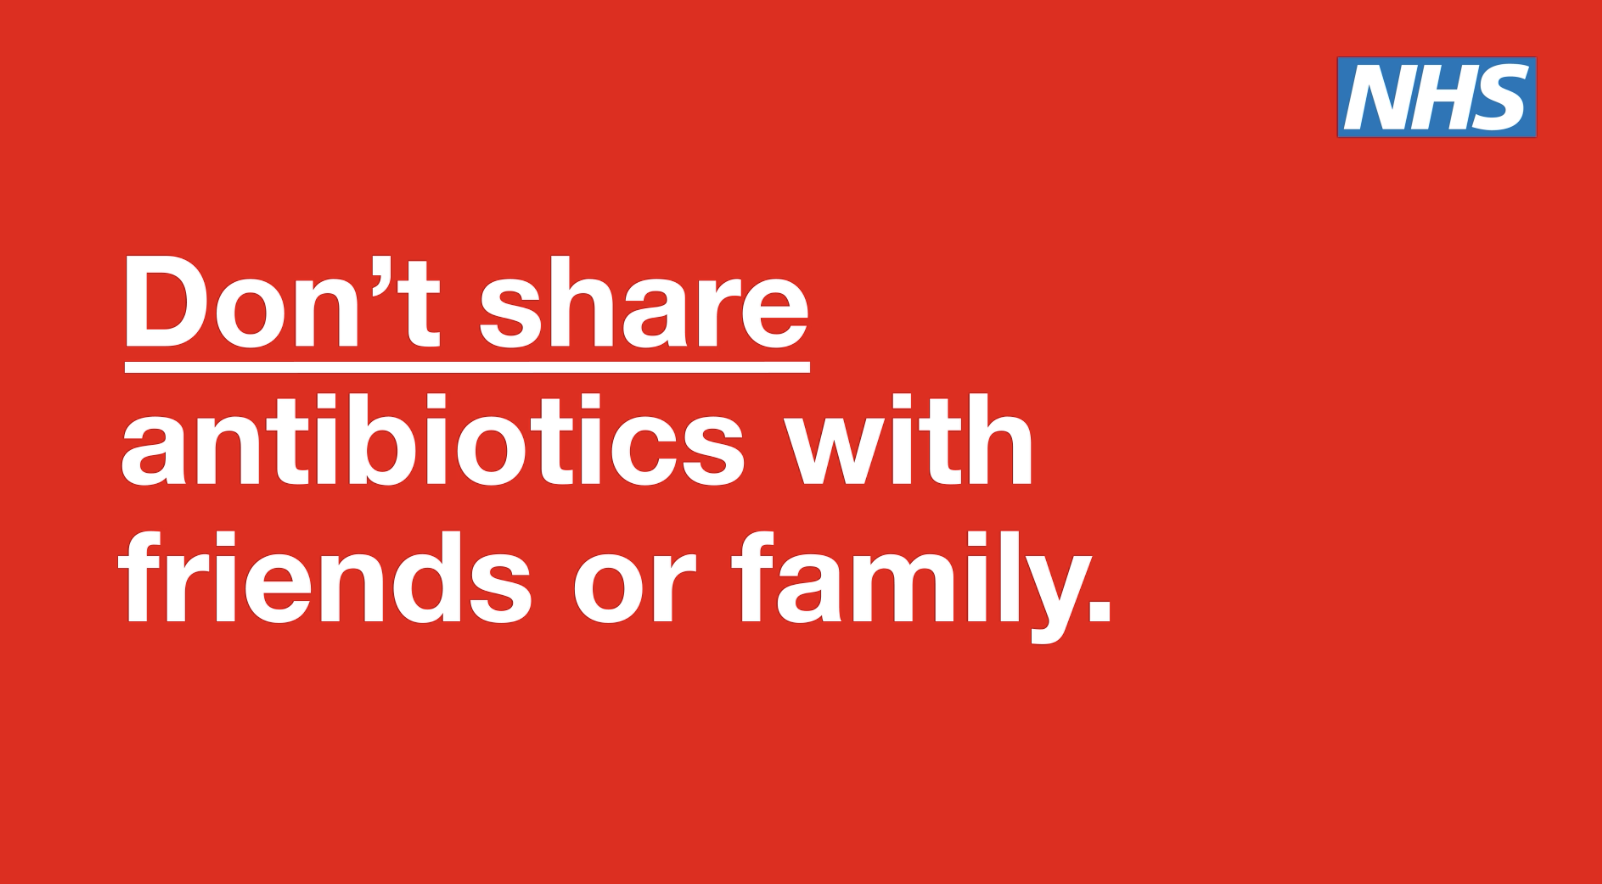 NHS
Don’t share
antibiotics with
friends or family.